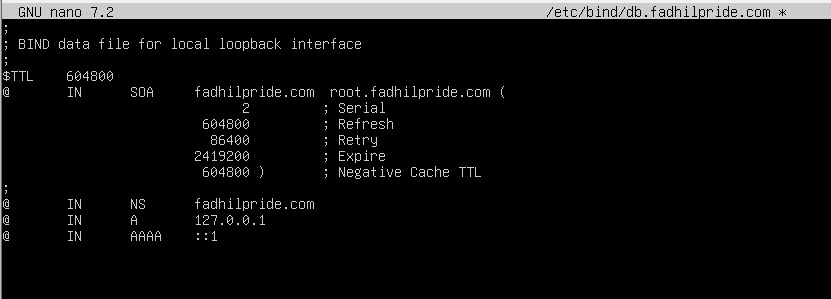 GNU nano 7.2 /etc/bind/db.fadhilpride.com *
;
; BIND data file for local loopback interface
;
$TTL 604800
@ IN SOA fadhilpride.com root.fadhilpride.com (
2 ; Serial
604800 ; Refresh
86400 ; Retry
2419200 ; Expire
604800 ) ; Negative Cache TTL
;
@ IN NS fadhilpride.com
@ IN A 127.0.0.1
@ IN AAAA ::1